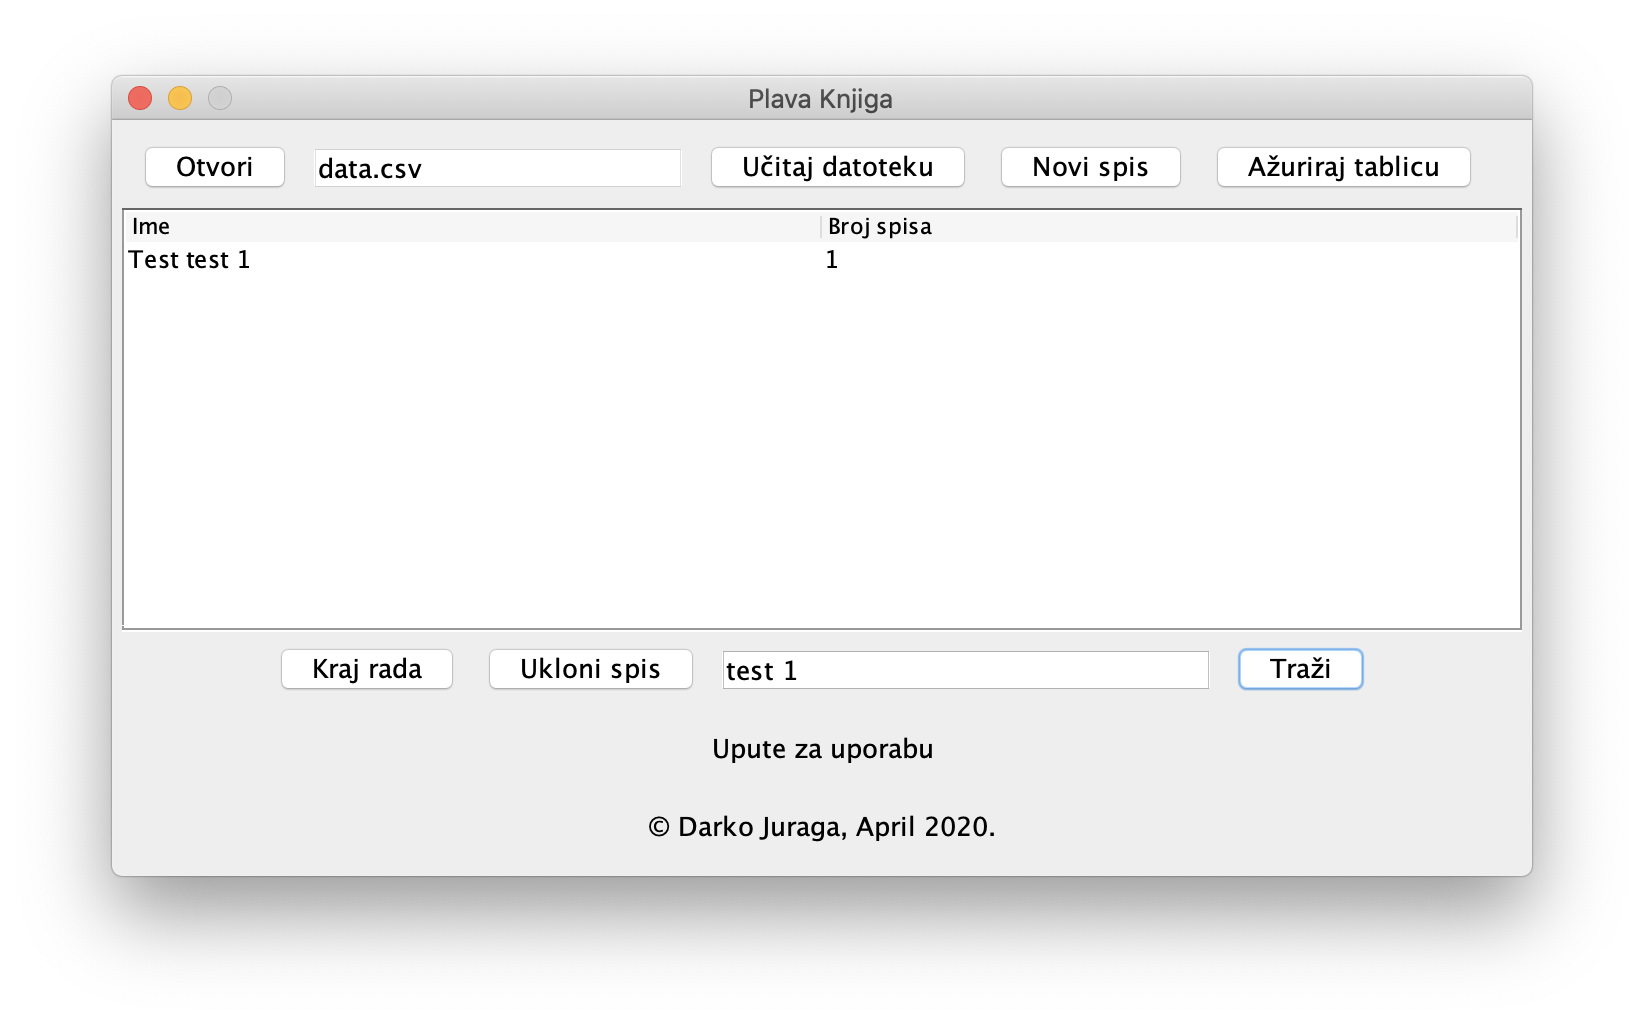 Plava Knjiga
Otvori data.csv Učitaj datoteku Novi spis Ažuriraj tablicu
Ime Broj spisa
Test test 1 1
Kraj rada Ukloni spis test 1 Traži
Upute za uporabu
© Darko Juraga, April 2020.